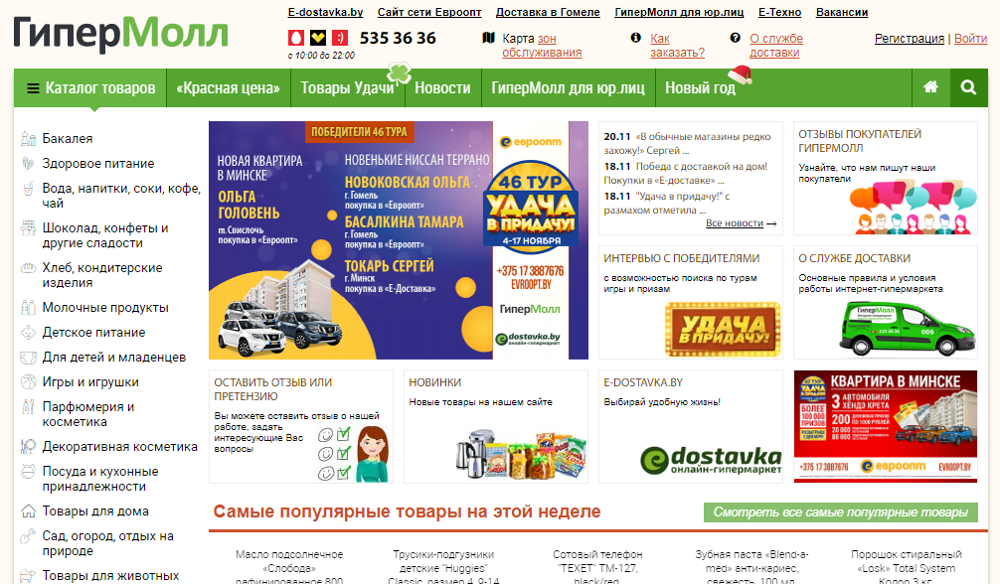 E-dostavka.by Сайт сети Евроопт Доставка в Гомеле ГиперМолл для юр.лиц Е-Техно Вакансии
ГиперМолл
535 36 36
с 10:00 до 22:00
Карта зон
обслуживания
Как
заказать?
О службе
доставки
Регистрация | Войти
Каталог товаров «Красная цена» Товары Удачи Новости ГиперМолл для юр.лиц Новый год
Бакалея
Здоровое питание
Вода, напитки, соки, кофе,
чай
Шоколад, конфеты и
другие сладости
Хлеб, кондитерские
изделия
Молочные продукты
Детское питание
Для детей и младенцев
Игры и игрушки
Парфюмерия и
косметика
Декоративная косметика
Посуда и кухонные
принадлежности
Товары для дома
Сад, огород, отдых на
природе
Товары для животных
ПОБЕДИТЕЛИ 46 ТУРА
НОВАЯ КВАРТИРА
В МИНСКЕ
ОЛЬГА
ГОЛОВЕНЬ
г.п.Свислочь
покупка в «Евроопт»
НОВЕНЬКИЕ НИССАН ТЕРРАНО
НОВОКОВСКАЯ ОЛЬГА
г. Гомель
покупка в «Евроопт»
БАСАЛКИНА ТАМАРА
г. Гомель
покупка в «Евроопт»
ТОКАРЬ СЕРГЕЙ
г. Минск
покупка в «Е-Доставка»
евроопт
46 ТУР
УДАЧА
В ПРИДАЧУ!
4-17 НОЯБРЯ
+375 17 3887676
EVROOPT.BY
ГиперМолл
edostavka.by
онлайн-гипермаркет
20.11 «В обычные магазины редко
захожу!» Сергей ...
18.11 Победа с доставкой на дом!
Покупки в «Е-доставке» ...
18.11 "Удача в придачу!" с
размахом отметила ...
Все новости →
ОТЗЫВЫ ПОКУПАТЕЛЕЙ
ГИПЕРМОЛЛ
Узнайте, что нам пишут наши
покупатели
ИНТЕРВЬЮ С ПОБЕДИТЕЛЯМИ
с возможностью поиска по турам
игры и призам
УДАЧА
В ПРИДАЧУ!
О СЛУЖБЕ ДОСТАВКИ
Основные правила и условия
работы интернет-гипермаркета
ГиперМолл
ОСТАВИТЬ ОТЗЫВ ИЛИ
ПРЕТЕНЗИЮ
Вы можете оставить отзыв о нашей
работе, задать
интересующие Вас
вопросы
НОВИНКИ
Новые товары на нашем сайте
E-DOSTAVKA.BY
Выбирай удобную жизнь!
edostavka
онлайн-гипермаркет
КВАРТИРА В МИНСКЕ
БОЛЕЕ
100 000
ПРИЗОВ
3 АВТОМОБИЛЯ
ХЁНДЭ КРЕТА
200 ДЕНЕЖНЫХ ПРИЗОВ
ПО 1000 РУБЛЕЙ
20 000
80 000
+375 17 3887676 евроопт EVROOPT.BY
Самые популярные товары на этой неделе
Смотреть все самые популярные товары
Масло подсолнечное
«Слобода»
рафинированное 800
Трусики-подгузники
детские "Huggies"
Classic, размер 4, 9-14
Сотовый телефон
"TEXET" TM-127,
black/red
Зубная паста «Blend-a-
med» анти-кариес,
свежесть, 100 мл
Порошок стиральный
«Losk» Total System
Колор 3 кг